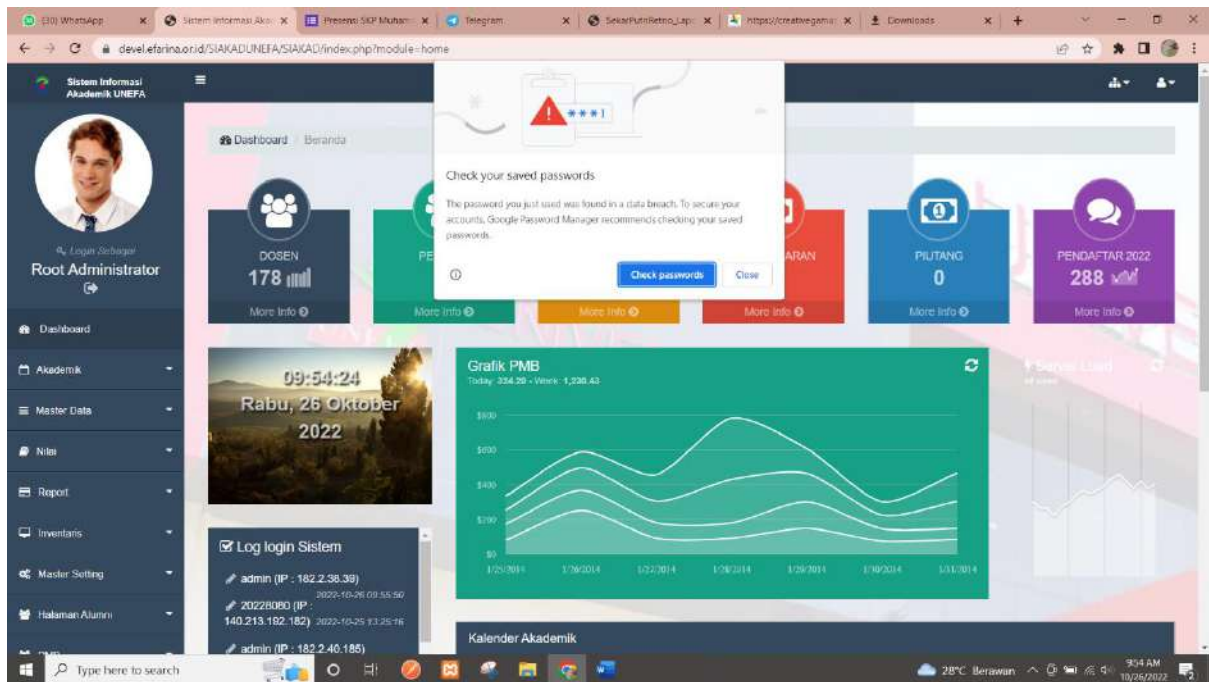 (30) WhatsApp
Sistem Informasi Aka
Presensi SKP Muham
Telegram
SekarPutriRetno_Lap
https://creativegama
Downloads
devel.efarina.or.id/SIAKADUNEFA/SIAKAD/index.php?module=home
Sistem Informasi
Akademik UNEFA
Login Sebagai
Root Administrator
Dashboard
Akademik
Master Data
Nilai
Report
Inventaris
Master Setting
Halaman Alumni
Dashboard / Beranda
Check your saved passwords
The password you just used was found in a data breach. To secure your
accounts, Google Password Manager recommends checking your saved
passwords.
Check passwords
Close
DOSEN
178
More Info
PE
More Info
More Info
ARAN
More Info
PIUTANG
0
More Info
PENDAFTAR 2022
288
More Info
09:54:24
Rabu, 26 Oktober
2022
Log login Sistem
admin (IP : 182.2.38.39)
2022-10-26 09:55:50
20228080 (IP :
140.213.192.182) 2022-10-25 13:25:16
admin (IP : 182.2.40.185)
Grafik PMB
Today: 334.29 - Week: 1,230.43
$800
$600
$400
$200
$0
1/25/2014
1/26/2014
1/27/2014
1/28/2014
1/29/2014
1/30/2014
1/31/2014
Kalender Akademik
Type here to search
28°C Berawan
9:54 AM
10/26/2022